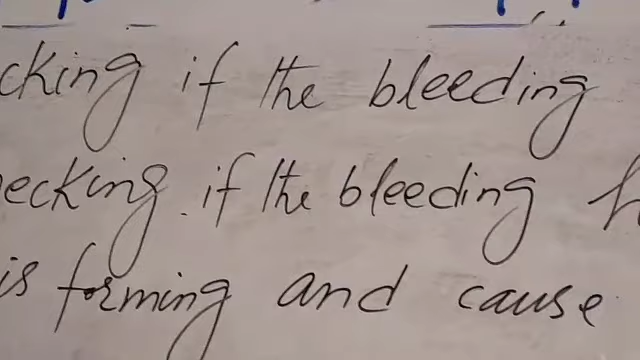 cking if the bleeding
ecking if the bleeding
is forming and cause